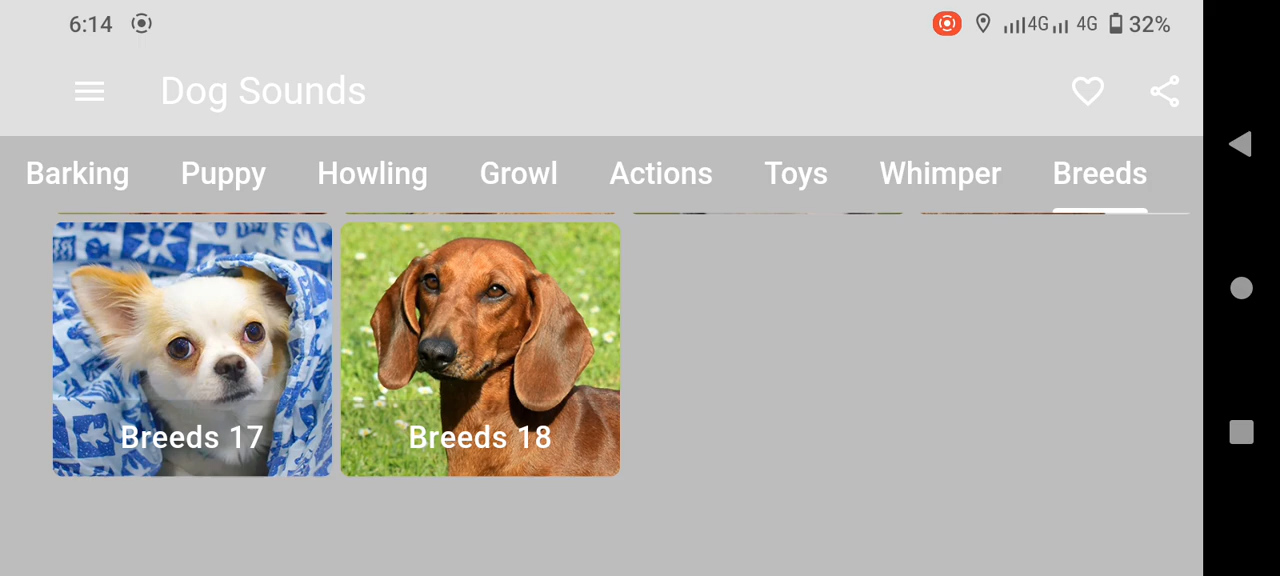 6:14 4G 4G 32%
Dog Sounds
Barking Puppy Howling Growl Actions Toys Whimper Breeds
Breeds 17 Breeds 18